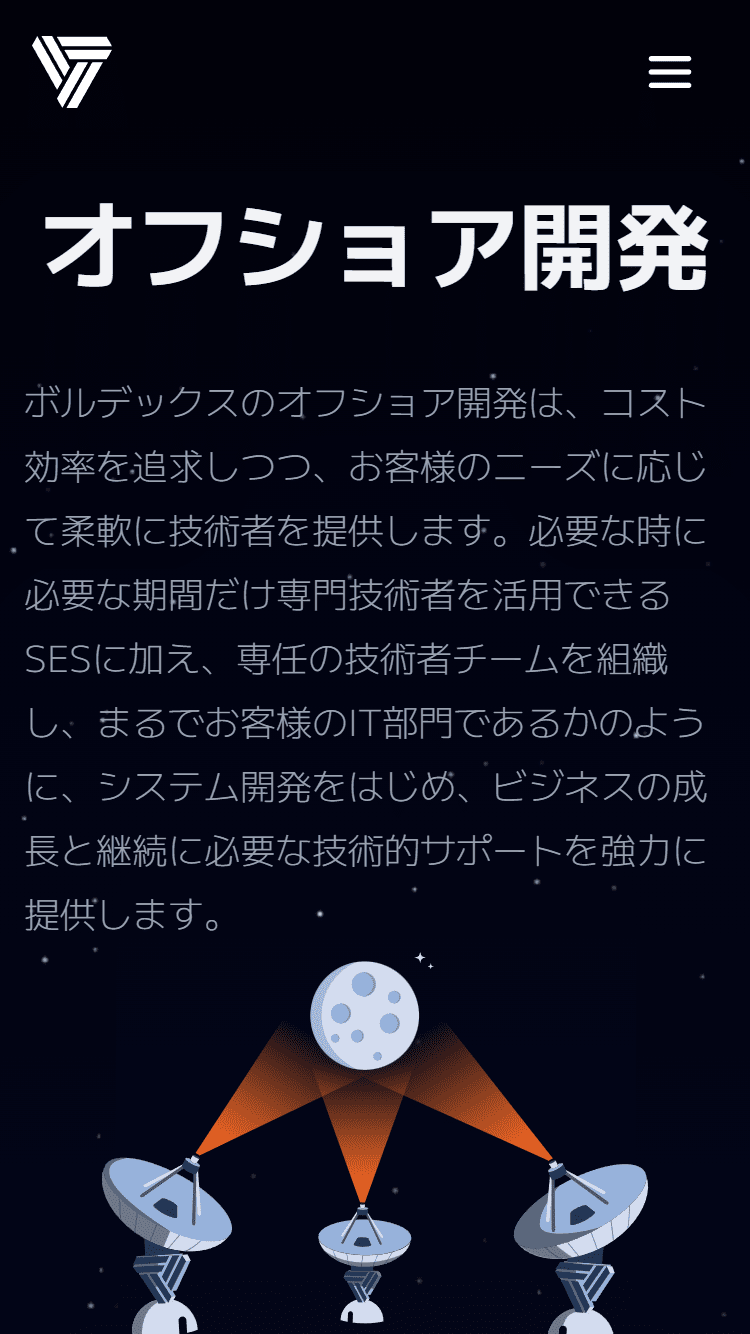 オフショア開発
ボルデックスのオフショア開発は、コスト
効率を追求しつつ、お客様のニーズに応じ
て柔軟に技術者を提供します。必要な時に
必要な期間だけ専門技術者を活用できる
SESに加え、専任の技術者チームを組織
し、まるでお客様のIT部門であるかのよう
に、システム開発をはじめ、ビジネスの成
長と継続に必要な技術的サポートを強力に
提供します。